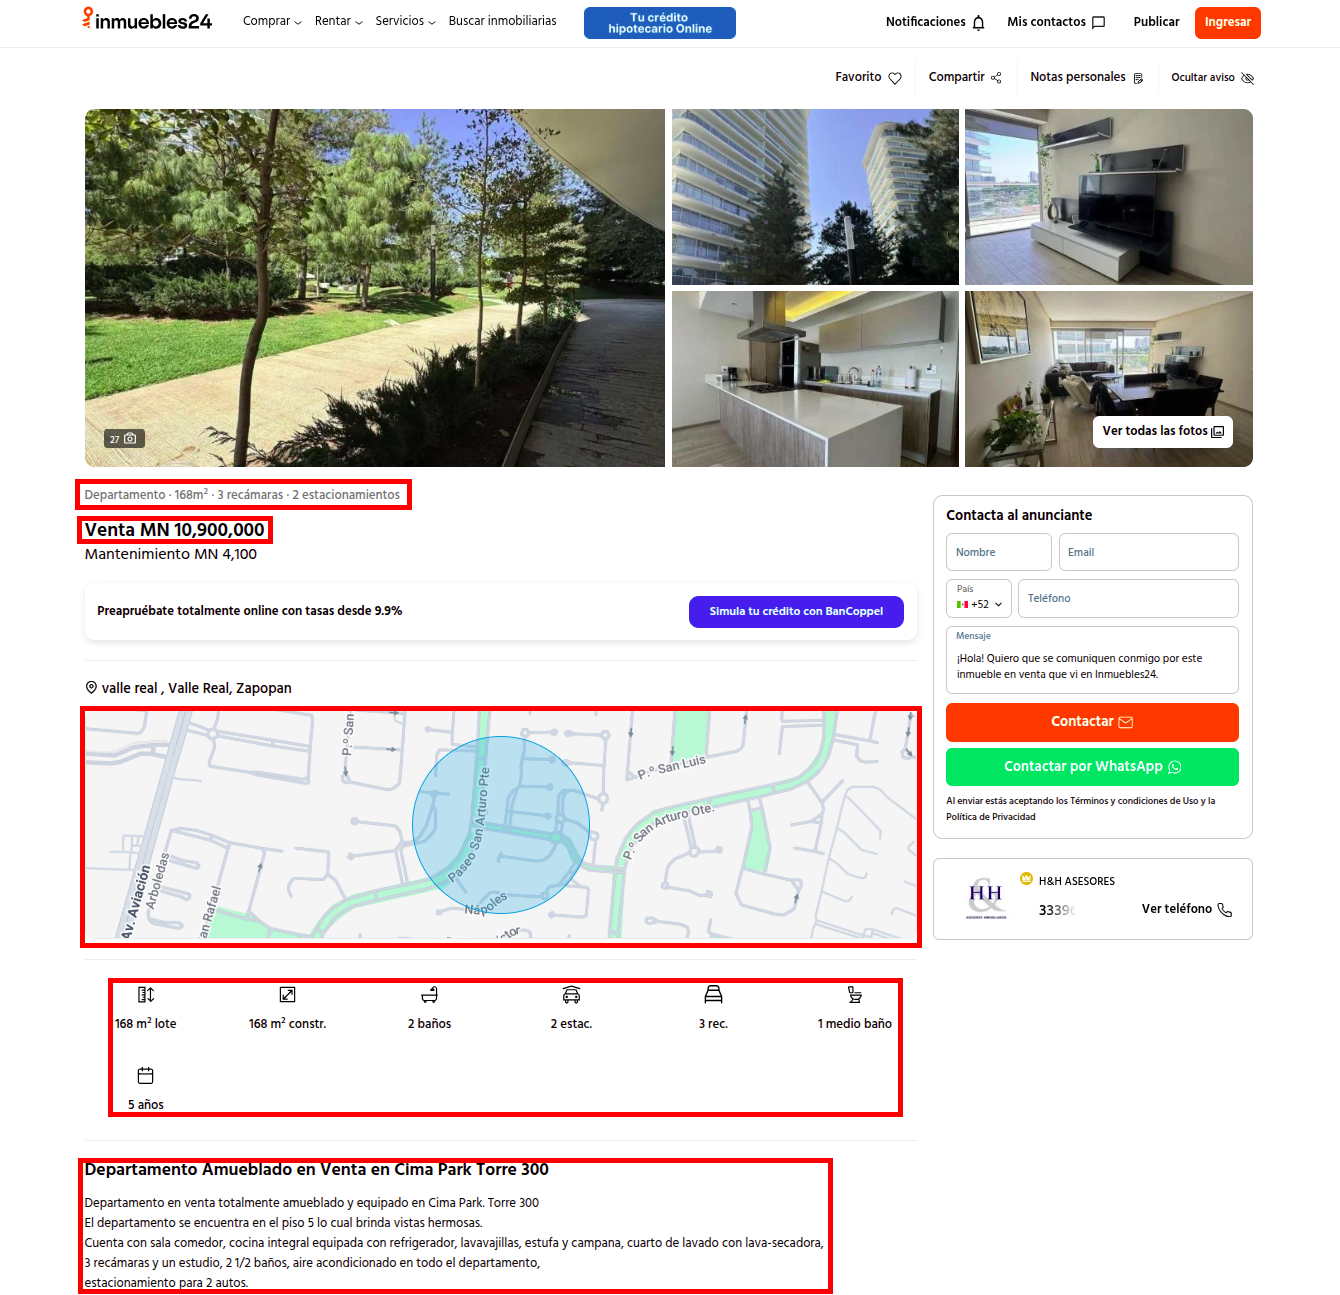 inmuebles24
Comprar Rentar Servicios Buscar inmobiliarias
Tu crédito
hipotecario Online
Notificaciones Mis contactos Publicar Ingresar
Favorito Compartir Notas personales Ocultar aviso
27
Ver todas las fotos
Departamento · 168m² · 3 recámaras · 2 estacionamientos
Venta MN 10,900,000
Mantenimiento MN 4,100
Preapruébate totalmente online con tasas desde 9.9%
Simula tu crédito con BanCoppel
valle real , Valle Real, Zapopan
P.º San
P.º San Luis
Paseo San Arturo Pte
P.º San Arturo Ote.
Av. Aviación
Arboledas
an Rafael
Nápoles
stor
168 m² lote
168 m² constr.
2 baños
2 estac.
3 rec.
1 medio baño
5 años
Departamento Amueblado en Venta en Cima Park Torre 300
Departamento en venta totalmente amueblado y equipado en Cima Park. Torre 300
El departamento se encuentra en el piso 5 lo cual brinda vistas hermosas.
Cuenta con sala comedor, cocina integral equipada con refrigerador, lavavajillas, estufa y campana, cuarto de lavado con lava-secadora,
3 recámaras y un estudio, 2 1/2 baños, aire acondicionado en todo el departamento,
estacionamiento para 2 autos.
Contacta al anunciante
Nombre
Email
País
+52
Teléfono
Mensaje
¡Hola! Quiero que se comuniquen conmigo por este
inmueble en venta que vi en Inmuebles24.
Contactar
Contactar por WhatsApp
Al enviar estás aceptando los Términos y condiciones de Uso y la
Política de Privacidad
HH
&
H&H ASESORES
3339
Ver teléfono